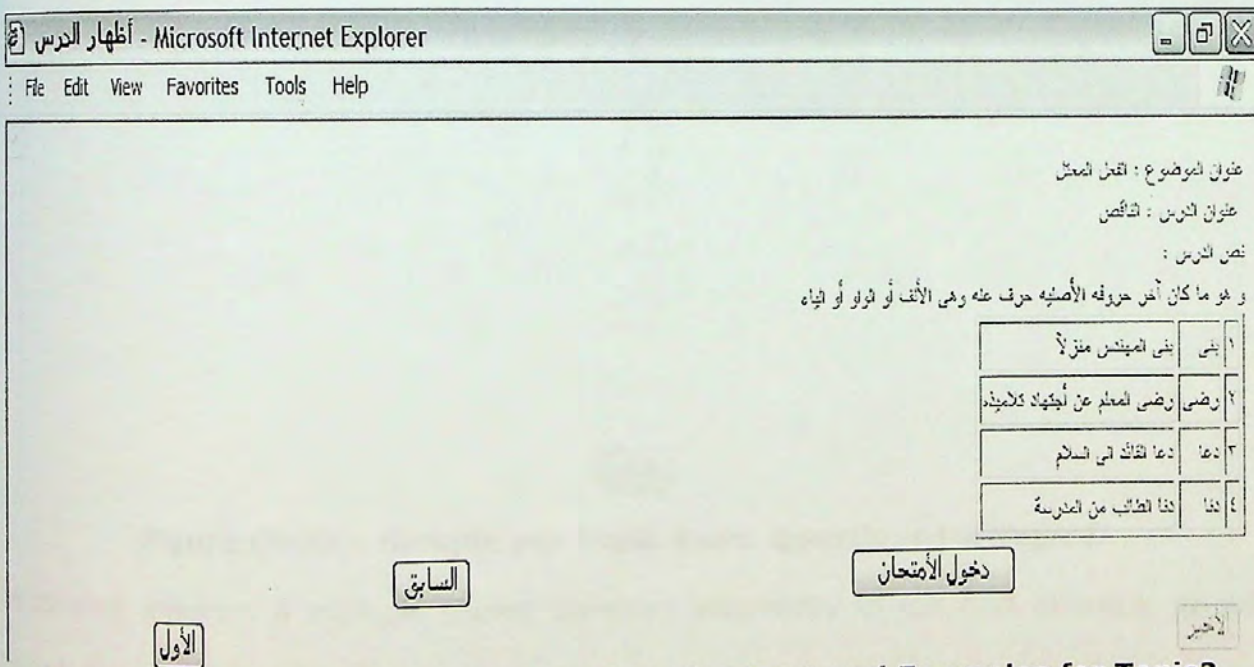 أظهار الدرس - Microsoft Internet Explorer
File Edit View Favorites Tools Help
عنوان الموضوع : الفعل المعتل
عنوان الدرس : الناقص
نص الدرس :
و هو ما كان آخر حروفه الأصليه حرف عله وهى الألف أو الواو أو الياء
١ بنى بنى المهندس منزلاً
٢ رضى رضى المعلم عن أجتهاد تلاميذه
٣ دعا دعا القائد الى السلام
٤ دنا دنا الطالب من المدرسة
دخول الأمتحان السابق
الأخير الأول